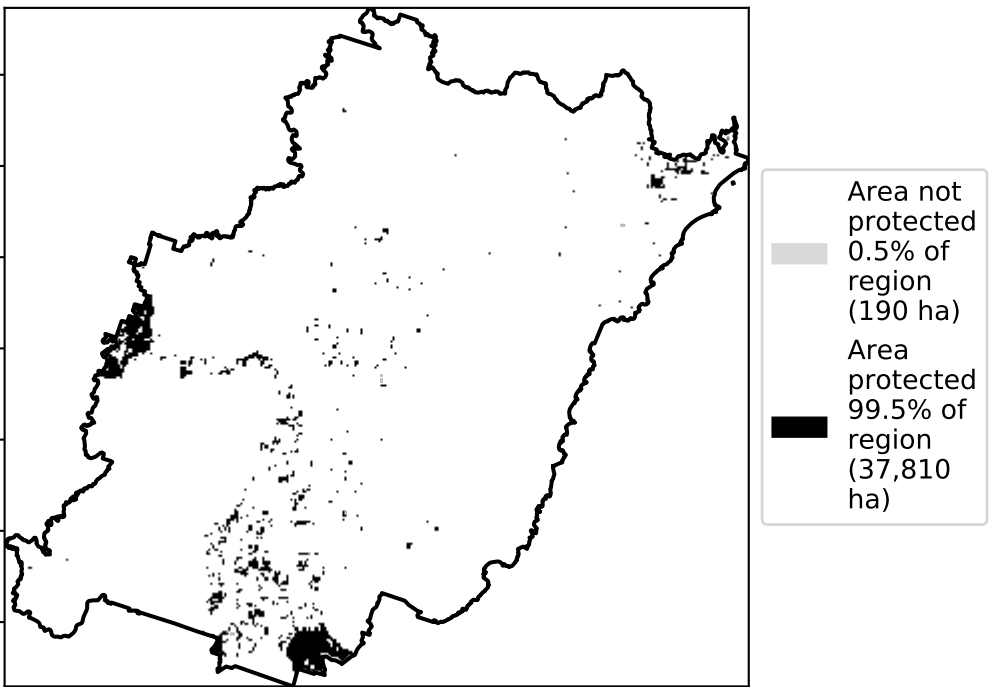 Area not
protected
0.5% of
region
(190 ha)
Area
protected
99.5% of
region
(37,810
ha)